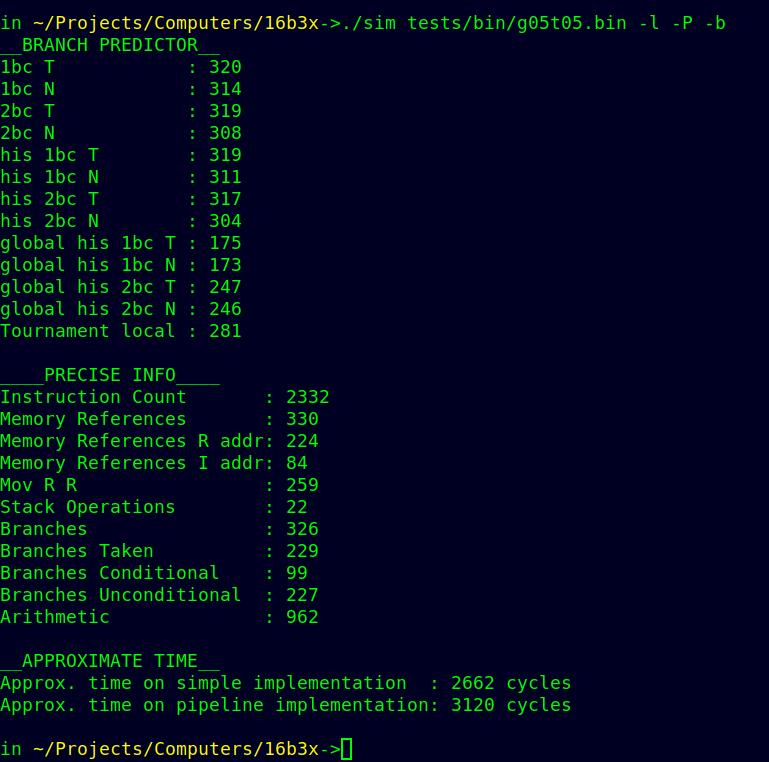 in ~/Projects/Computers/16b3x->./sim tests/bin/g05t05.bin -l -P -b
__BRANCH PREDICTOR__
1bc T            : 320
1bc N            : 314
2bc T            : 319
2bc N            : 308
his 1bc T        : 319
his 1bc N        : 311
his 2bc T        : 317
his 2bc N        : 304
global his 1bc T : 175
global his 1bc N : 173
global his 2bc T : 247
global his 2bc N : 246
Tournament local : 281

____PRECISE INFO____
Instruction Count       : 2332
Memory References       : 330
Memory References R addr: 224
Memory References I addr: 84
Mov R R                 : 259
Stack Operations        : 22
Branches                : 326
Branches Taken          : 229
Branches Conditional    : 99
Branches Unconditional  : 227
Arithmetic              : 962

__APPROXIMATE TIME__
Approx. time on simple implementation  : 2662 cycles
Approx. time on pipeline implementation: 3120 cycles

in ~/Projects/Computers/16b3x->